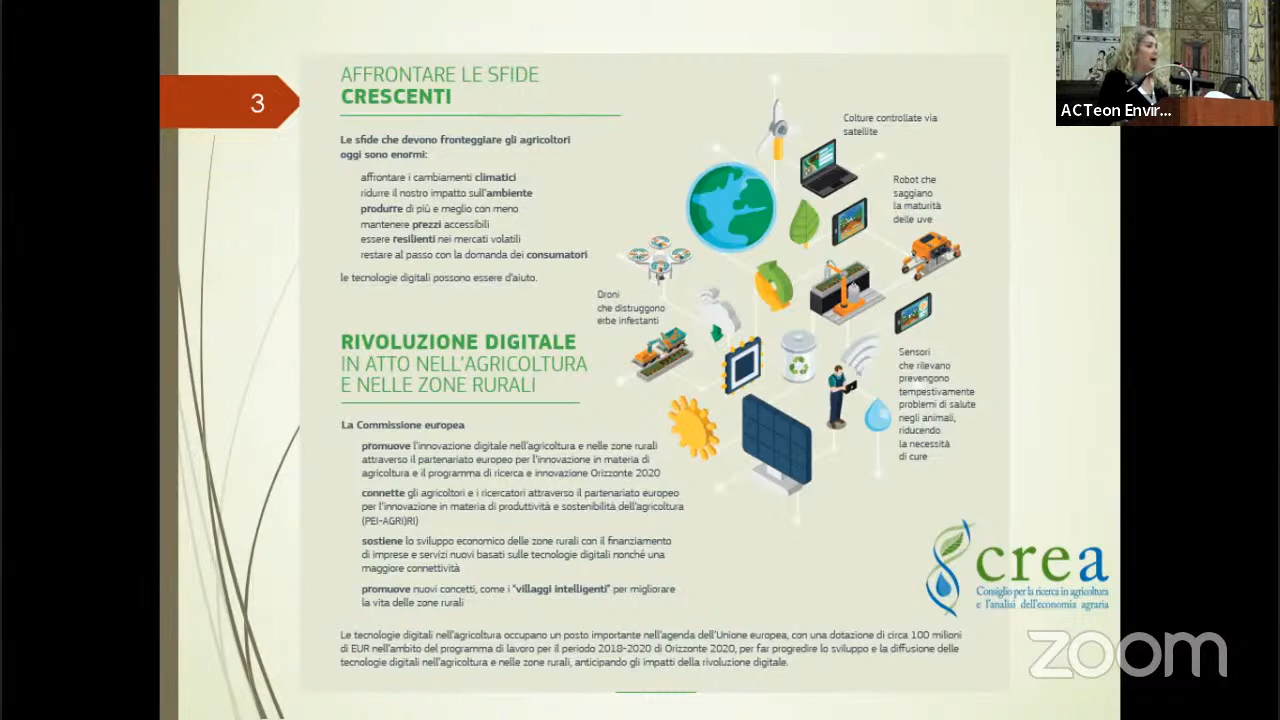 3
AFFRONTARE LE SFIDE
CRESCENTI
Le sfide che devono fronteggiare gli agricoltori
oggi sono enormi:
affrontare i cambiamenti climatici
ridurre il nostro impatto sull'ambiente
produrre di più e meglio con meno
mantenere prezzi accessibili
essere resilienti nei mercati volatili
restare al passo con la domanda dei consumatori
le tecnologie digitali possono essere d'aiuto.
RIVOLUZIONE DIGITALE
IN ATTO NELL'AGRICOLTURA
E NELLE ZONE RURALI
La Commissione europea
promuove l'innovazione digitale nell'agricoltura e nelle zone rurali
attraverso il partenariato europeo per l'innovazione in materia di
agricoltura e il programma di ricerca e innovazione Orizzonte 2020
connette gli agricoltori e i ricercatori attraverso il partenariato europeo
per l'innovazione in materia di produttività e sostenibilità dell'agricoltura
(PEI-AGRI)RI)
sostiene lo sviluppo economico delle zone rurali con il finanziamento
di imprese e servizi nuovi basati sulle tecnologie digitali nonché una
maggiore connettività
promuove nuovi concetti, come i "villaggi intelligenti" per migliorare
la vita delle zone rurali
Colture controllate via
satellite
Robot che
saggiano
la maturità
delle uve
Droni
che distruggono
erbe infestanti
Sensori
che rilevano
prevengono
tempestivamente
problemi di salute
negli animali,
riducendo
la necessità
di cure
Le tecnologie digitali nell'agricoltura occupano un posto importante nell'agenda dell'Unione europea, con una dotazione di circa 100 milioni
di EUR nell'ambito del programma di lavoro per il periodo 2018-2020 di Orizzonte 2020, per far progredire lo sviluppo e la diffusione delle
tecnologie digitali nell'agricoltura e nelle zone rurali, anticipando gli impatti della rivoluzione digitale.
crea
Consiglio per la ricerca in agricoltura
e l'analisi dell'economia agraria
ACTeon Envir...
zoom